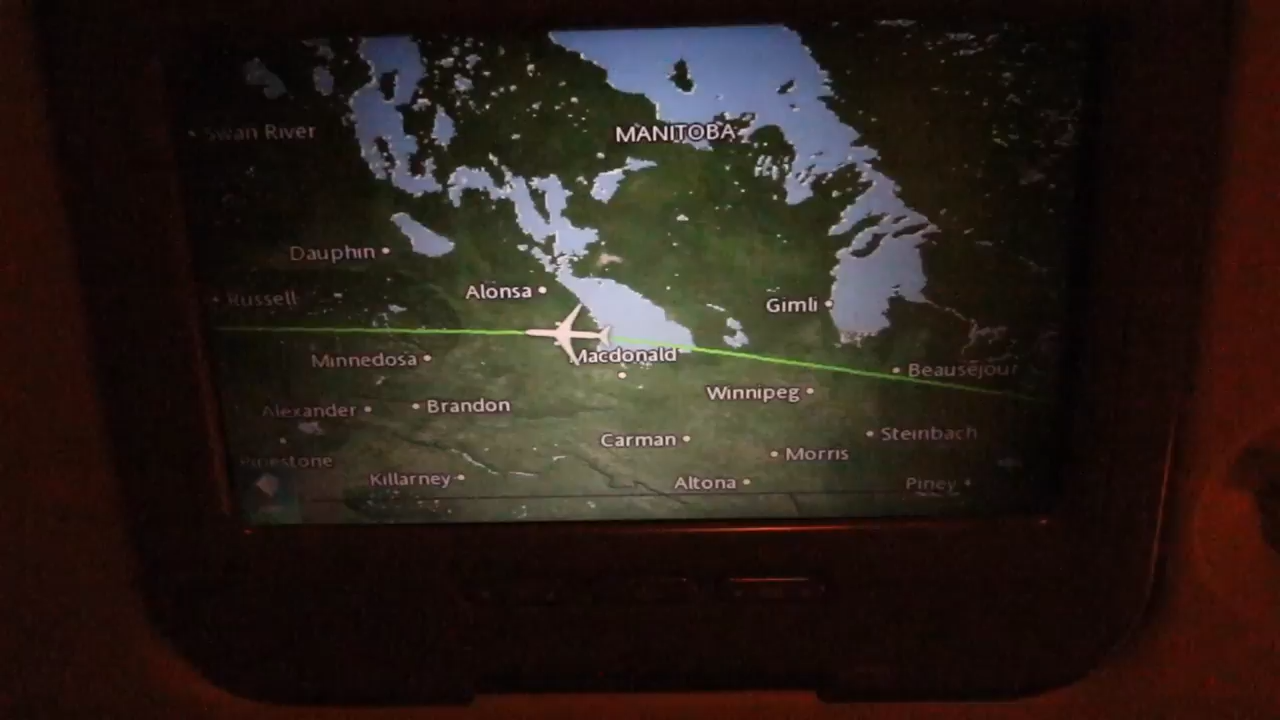 MANITOBA
Swan River
Dauphin
Alonsa
Russell
Gimli
Minnedosa
Macdonald
Beausejour
Winnipeg
Alexander
Brandon
Carman
Steinbach
Morris
Killarney
Altona
Piney